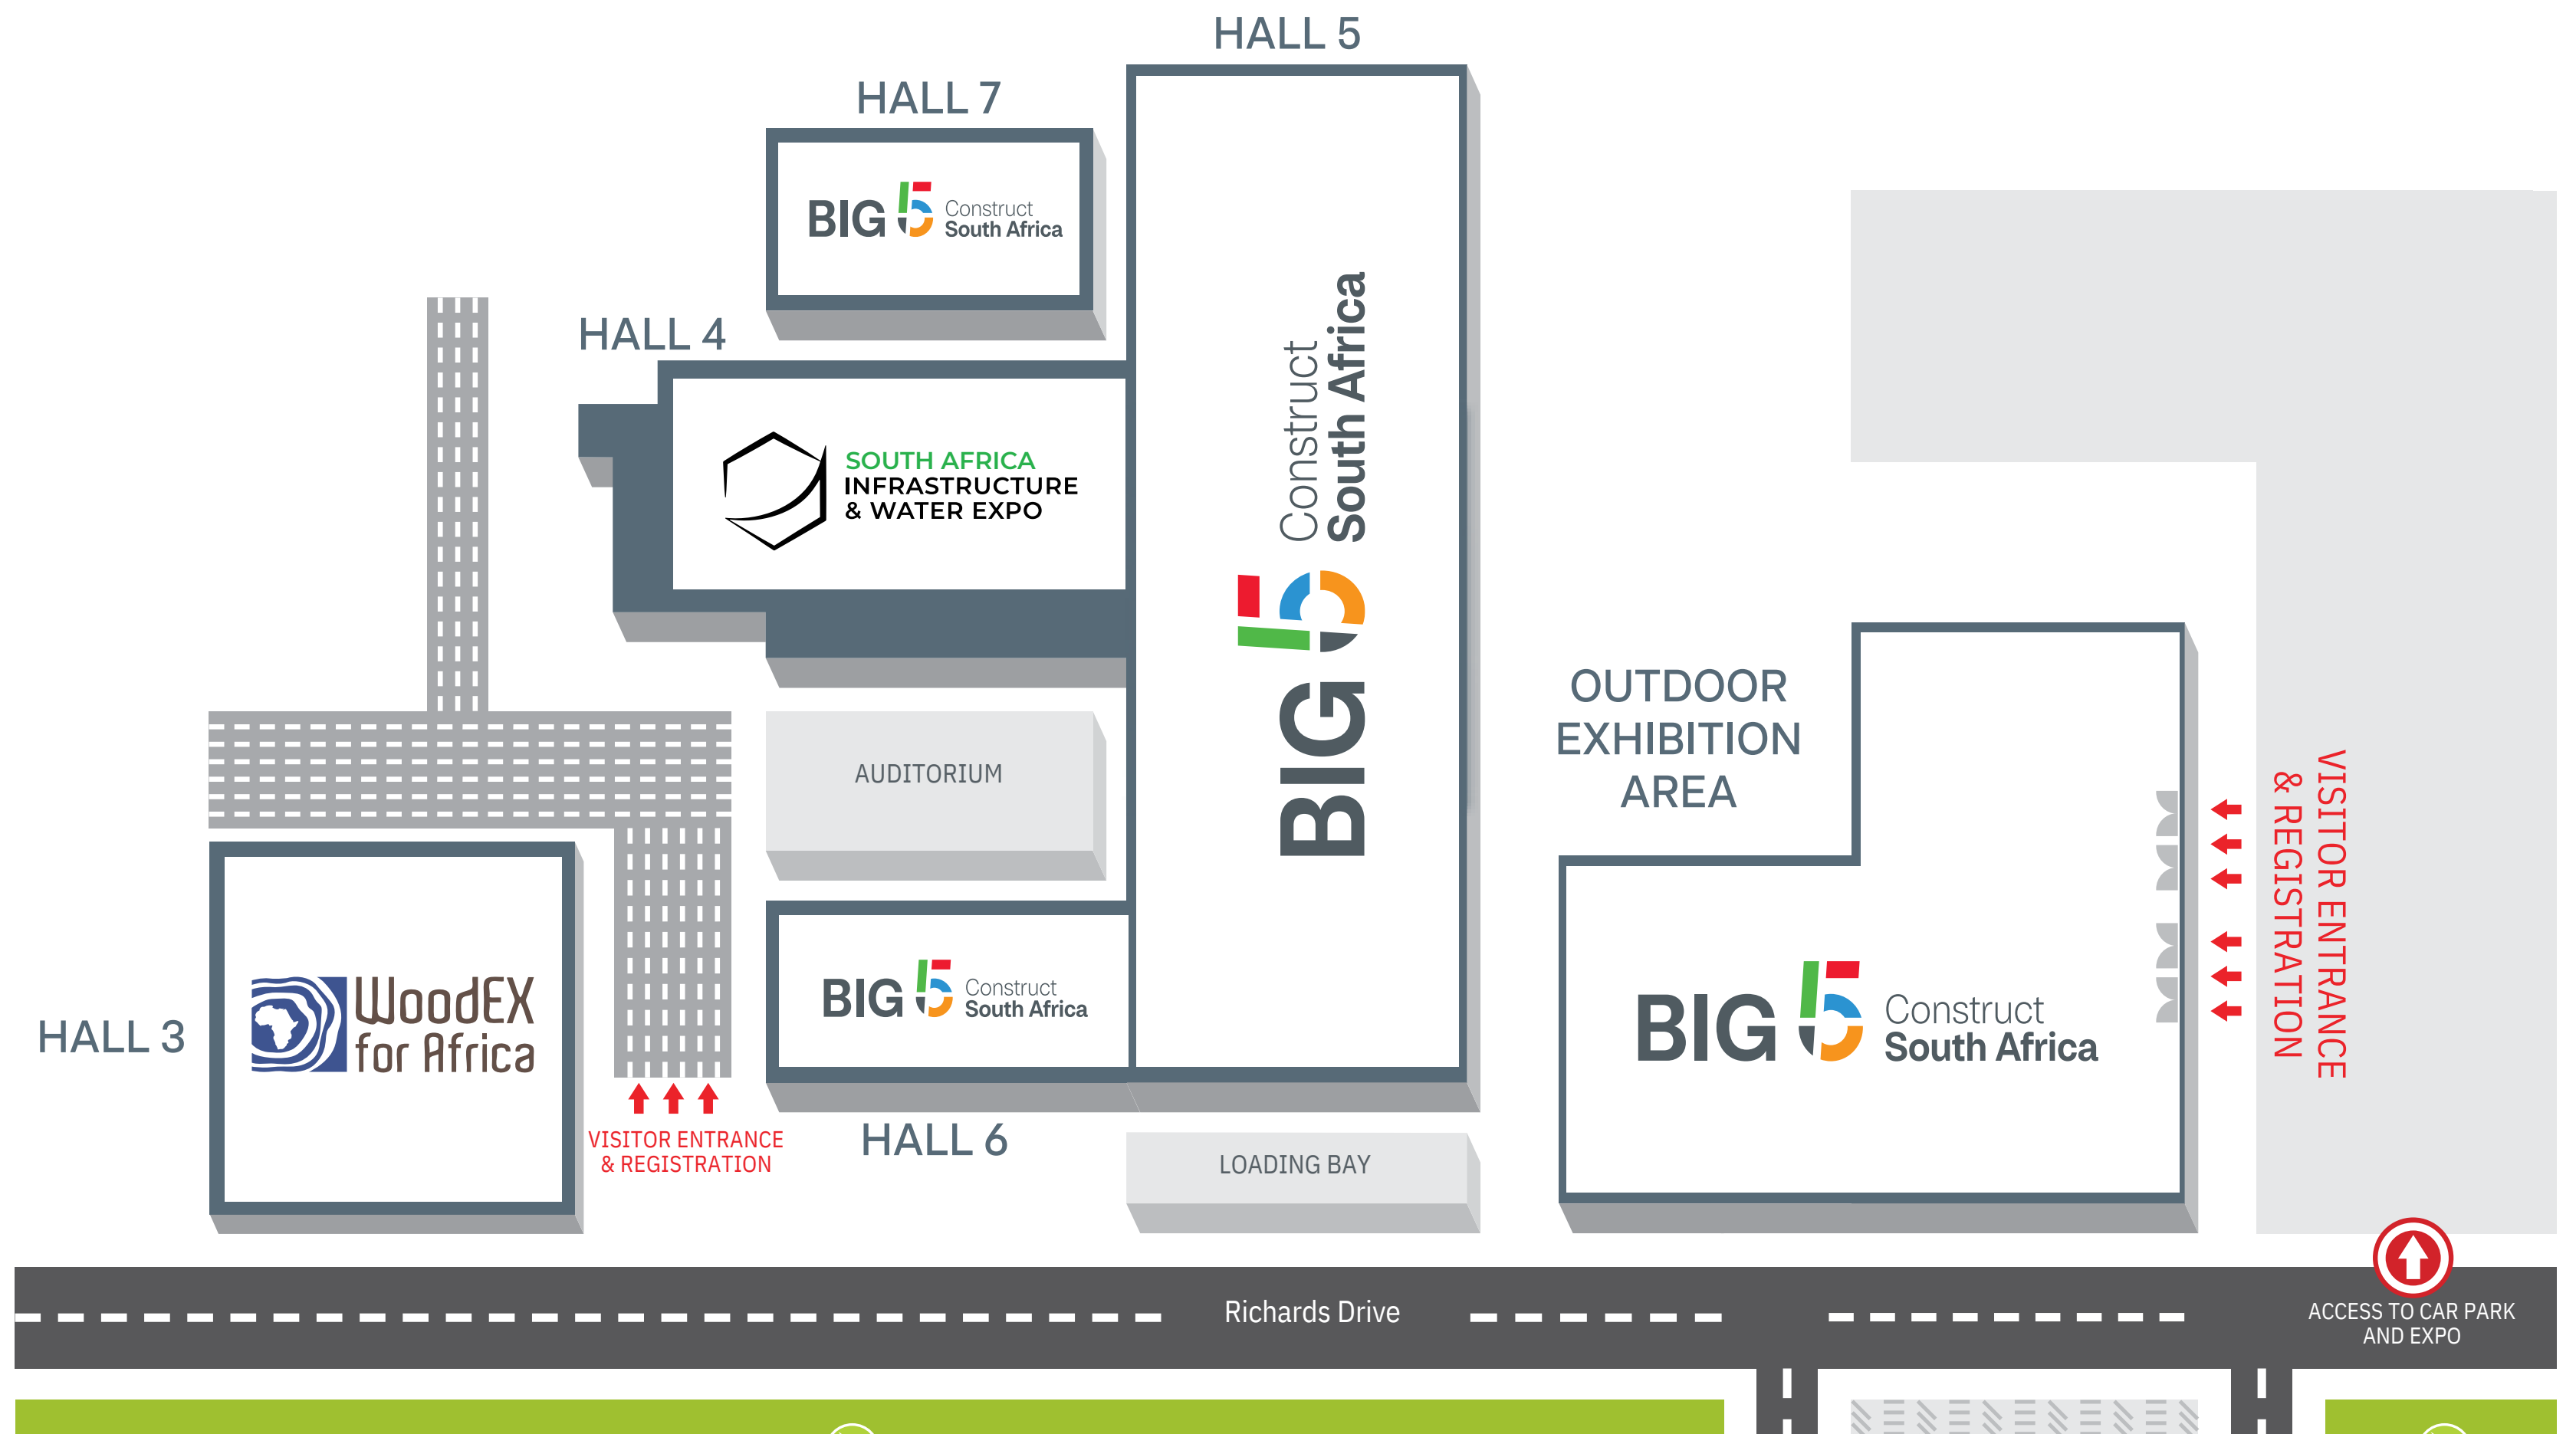 HALL 5
HALL 7
BIG 5 Construct
South Africa
HALL 4
SOUTH AFRICA
INFRASTRUCTURE
& WATER EXPO
BIG 5 Construct
South Africa
OUTDOOR
EXHIBITION
AREA
AUDITORIUM
VISITOR ENTRANCE
& REGISTRATION
HALL 3
WoodEX
for Africa
BIG 5 Construct
South Africa
BIG 5 Construct
South Africa
VISITOR ENTRANCE
& REGISTRATION
HALL 6
LOADING BAY
Richards Drive
ACCESS TO CAR PARK
AND EXPO